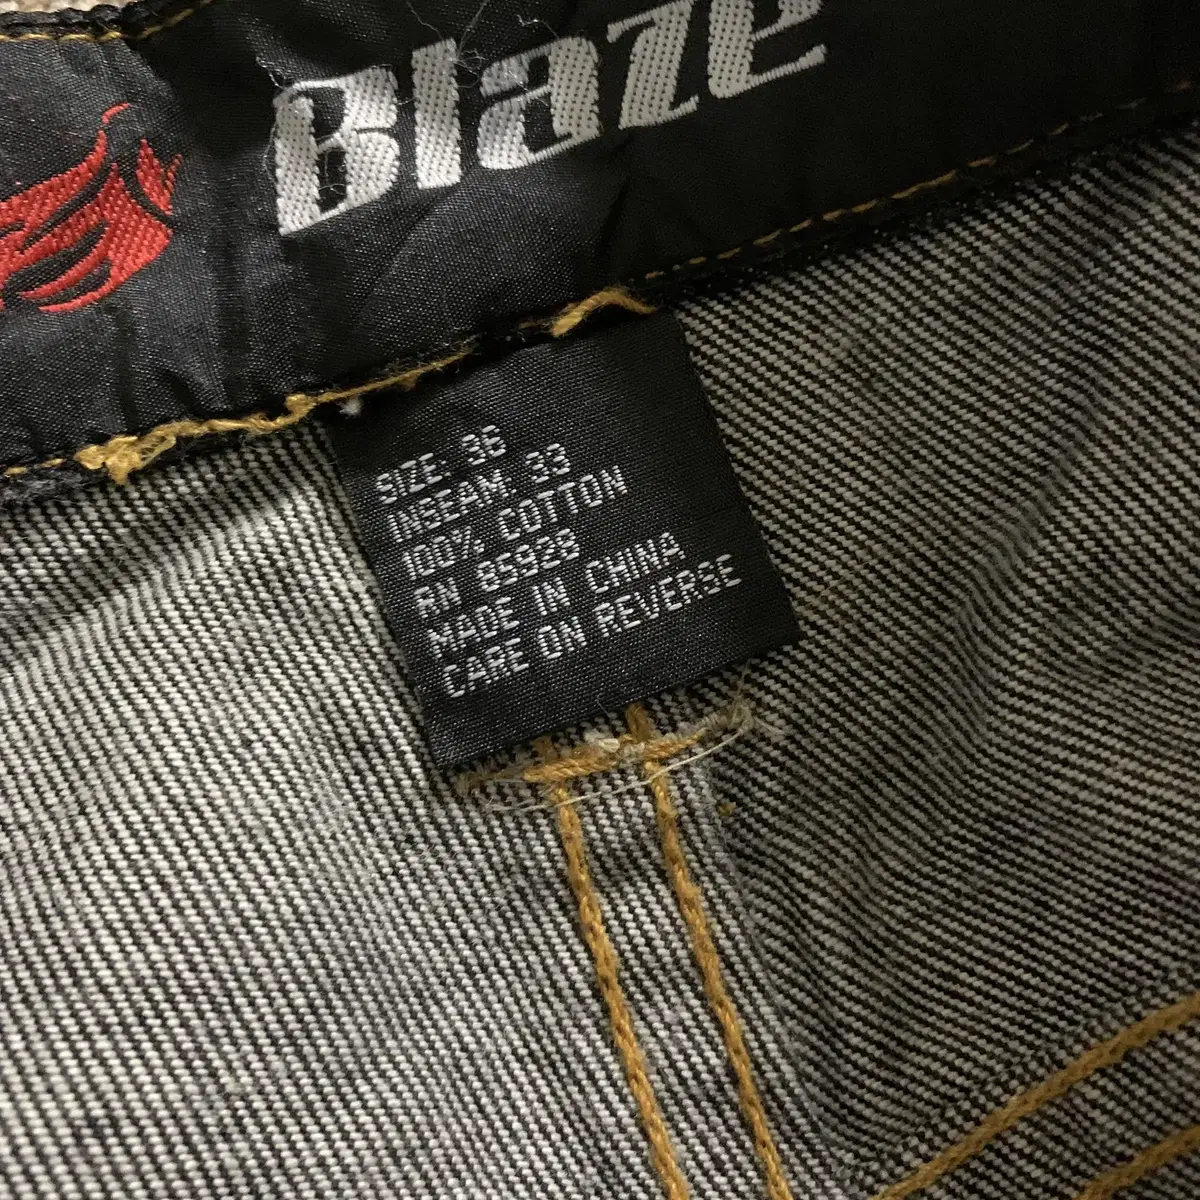 Blaze
SIZE: 36
INSEAM: 33
100% COTTON
RN 85928
MADE IN CHINA
CARE ON REVERSE